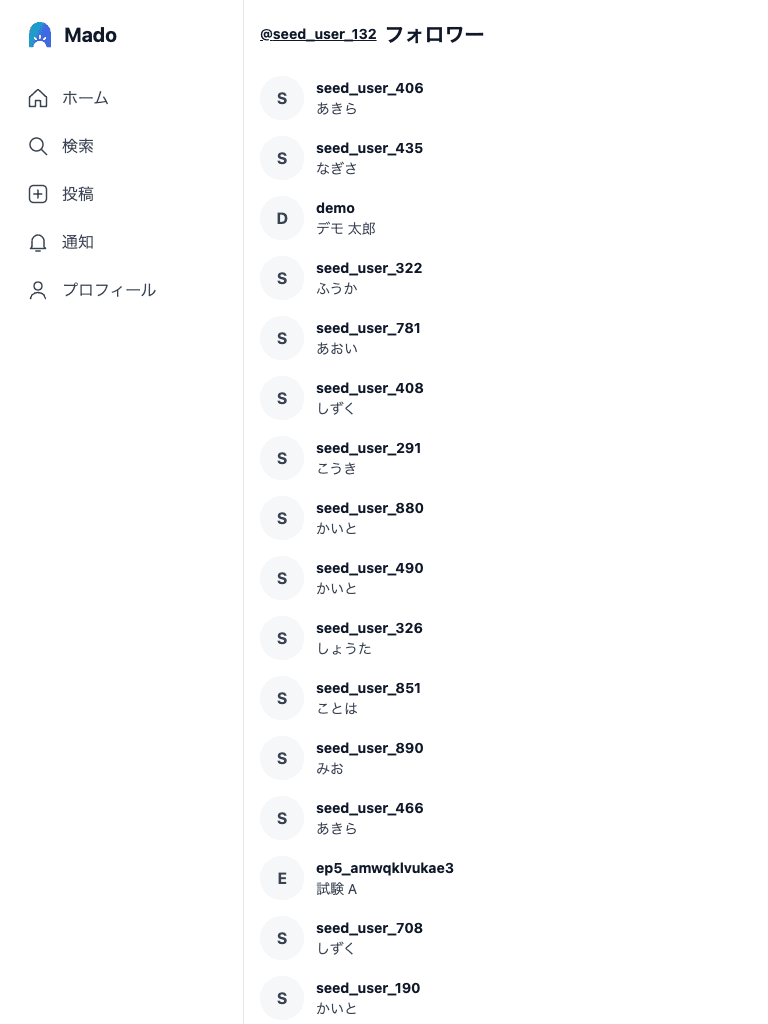 Mado
ホーム
検索
投稿
通知
プロフィール
@seed_user_132 フォロワー
S
seed_user_406
あきら
S
seed_user_435
なぎさ
D
demo
デモ 太郎
S
seed_user_322
ふうか
S
seed_user_781
あおい
S
seed_user_408
しずく
S
seed_user_291
こうき
S
seed_user_880
かいと
S
seed_user_490
かいと
S
seed_user_326
しょうた
S
seed_user_851
ことは
S
seed_user_890
みお
S
seed_user_466
あきら
E
ep5_amwqklvukae3
試験 A
S
seed_user_708
しずく
S
seed_user_190
かいと